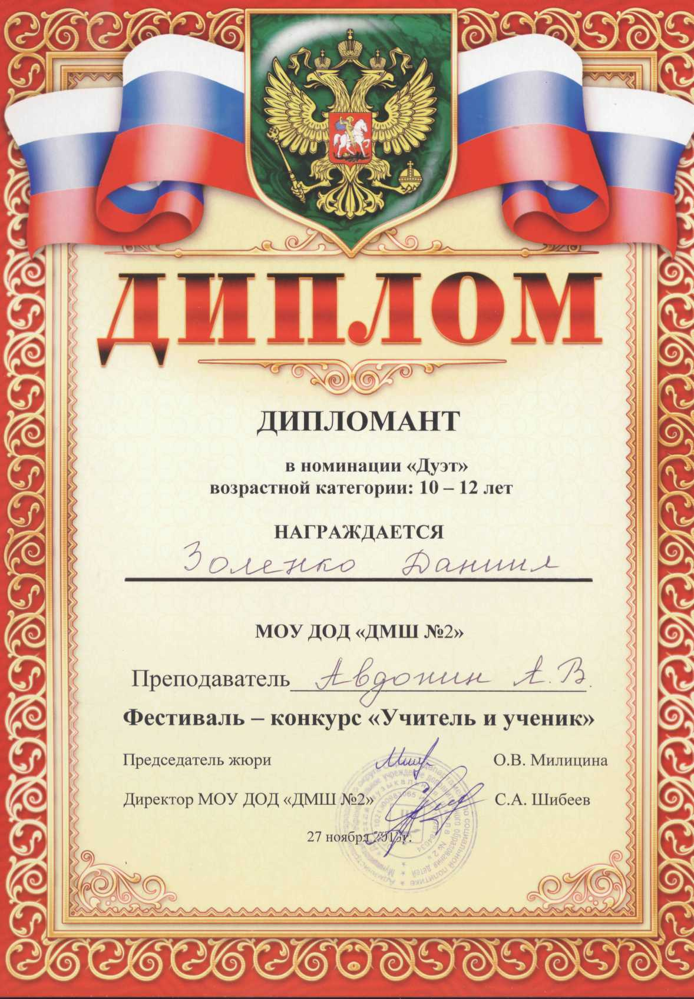 ДИПЛОМ
ДИПЛОМАНТ
в номинации «Дуэт»
возрастной категории: 10 – 12 лет
НАГРАЖДАЕТСЯ
Золенко Даниил
МОУ ДОД «ДМШ №2»
Преподаватель Авдонин А.В.
Фестиваль – конкурс «Учитель и ученик»
Председатель жюри О.В. Милицина
Директор МОУ ДОД «ДМШ №2» С.А. Шибеев
27 ноября г.